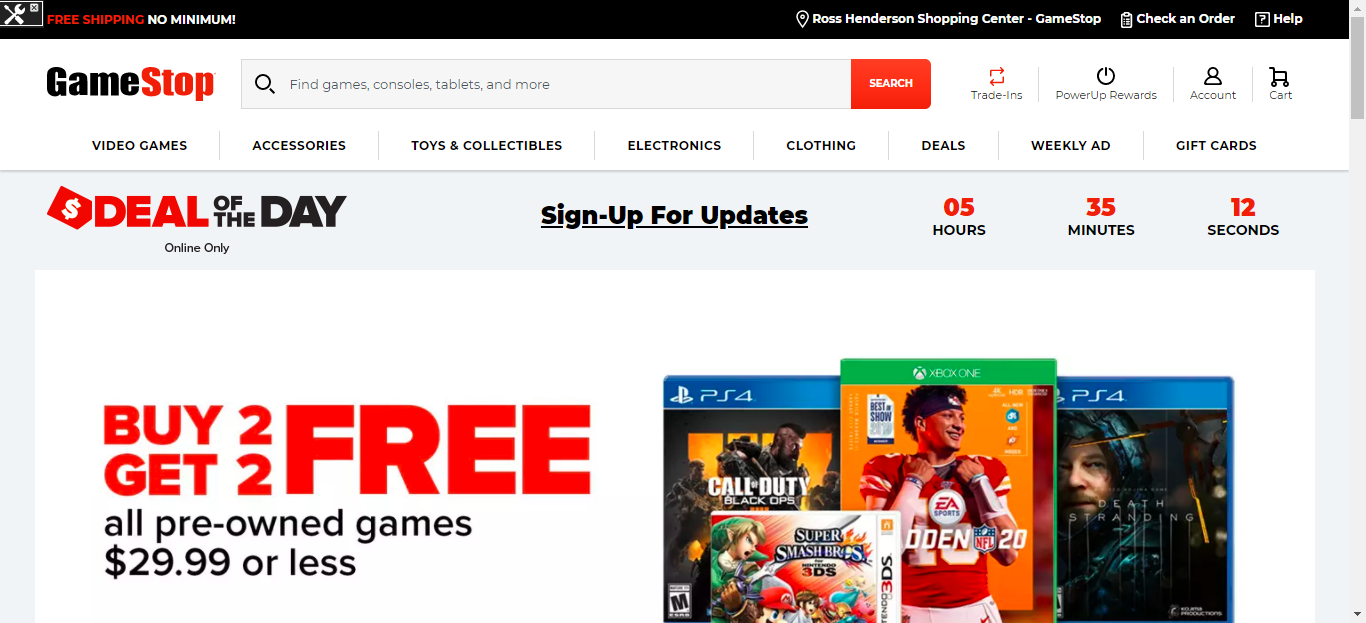 FREE SHIPPING NO MINIMUM!
Ross Henderson Shopping Center - GameStop
Check an Order
Help
GameStop
Find games, consoles, tablets, and more
SEARCH
Trade-Ins
PowerUp Rewards
Account
Cart
VIDEO GAMES
ACCESSORIES
TOYS & COLLECTIBLES
ELECTRONICS
CLOTHING
DEALS
WEEKLY AD
GIFT CARDS
$ DEAL OF THE DAY
Online Only
Sign-Up For Updates
05
HOURS
35
MINUTES
12
SECONDS
BUY 2
GET 2
FREE
all pre-owned games
$29.99 or less
PS4
CALL OF DUTY
BLACK OPS
M
XBOX ONE
BEST OF
SHOW
2019
EA
SPORTS
DDEN NFL 20
SUPER
SMASH BROS.
for
NINTENDO
3DS
NINTENDO 3DS
PS4
DEATH
STRANDING
KOJIMA
PRODUCTIONS